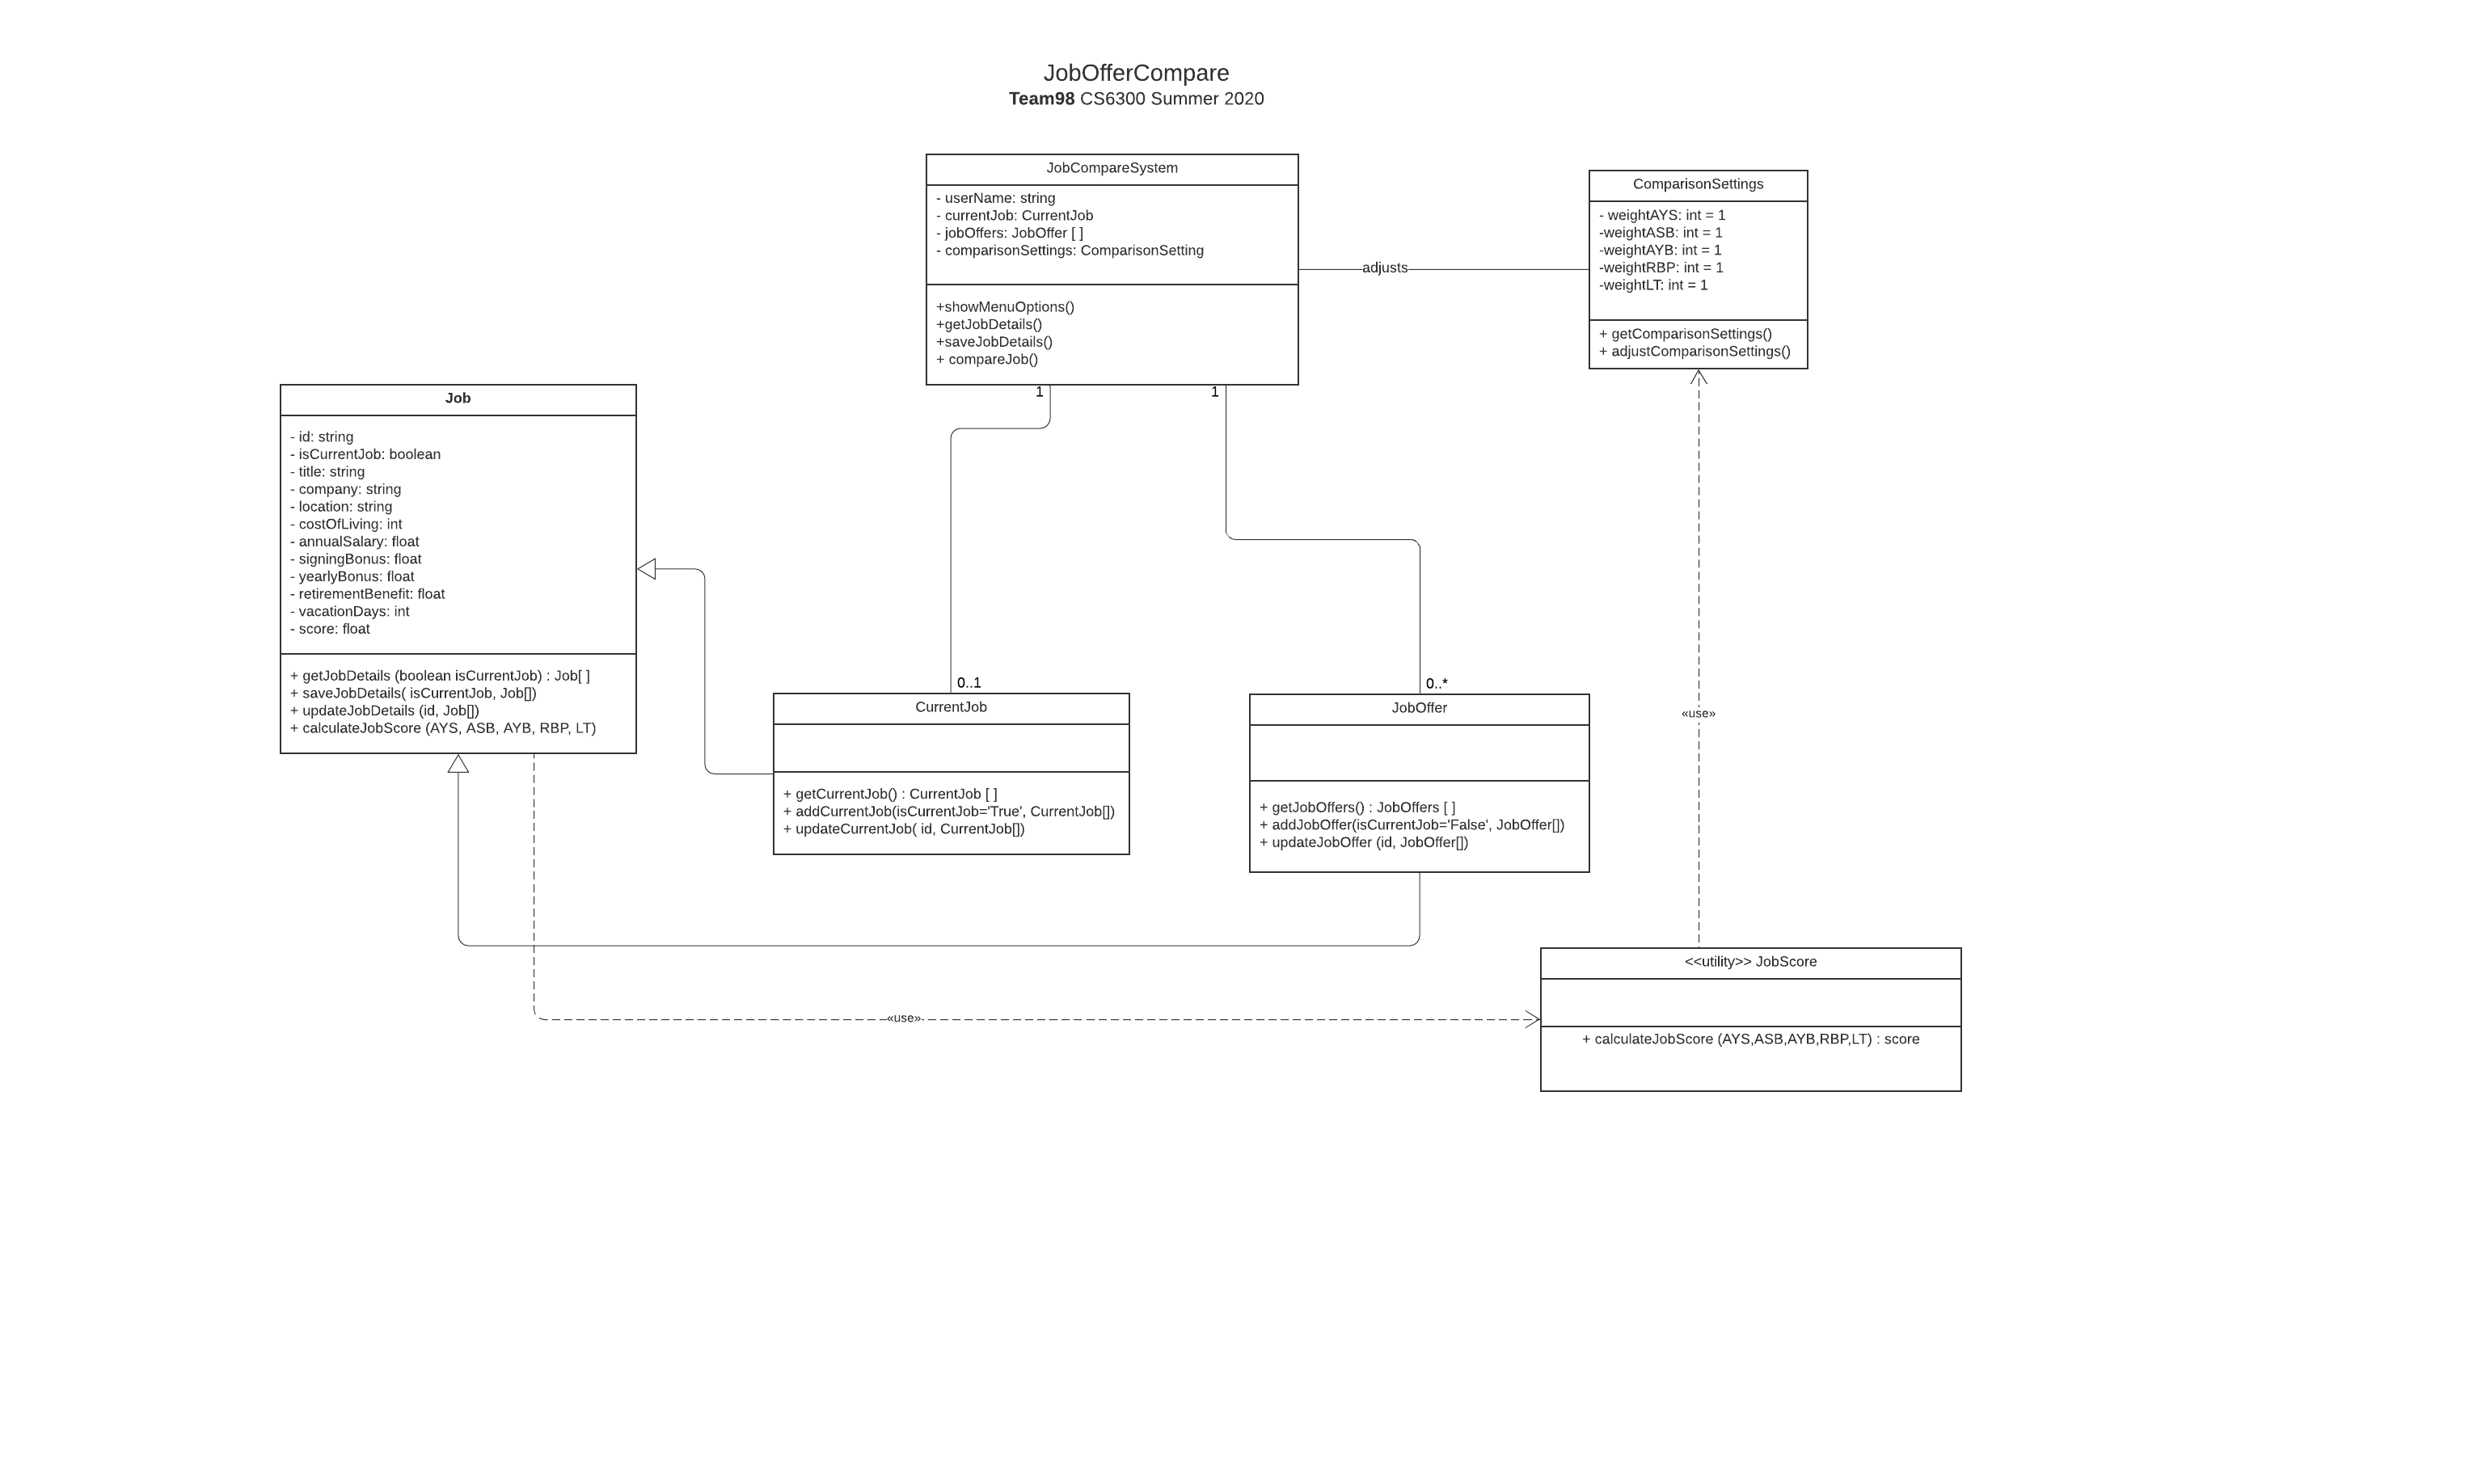 JobOfferCompare
Team98 CS6300 Summer 2020
JobCompareSystem
- userName: string
- currentJob: CurrentJob
- jobOffers: JobOffer [ ]
- comparisonSettings: ComparisonSetting
+showMenuOptions()
+getJobDetails()
+saveJobDetails()
+ compareJob()
adjusts
ComparisonSettings
- weightAYS: int = 1
-weightASB: int = 1
-weightAYB: int = 1
-weightRBP: int = 1
-weightLT: int = 1
+ getComparisonSettings()
+ adjustComparisonSettings()
1
1
Job
- id: string
- isCurrentJob: boolean
- title: string
- company: string
- location: string
- costOfLiving: int
- annualSalary: float
- signingBonus: float
- yearlyBonus: float
- retirementBenefit: float
- vacationDays: int
- score: float
+ getJobDetails (boolean isCurrentJob) : Job[ ]
+ saveJobDetails( isCurrentJob, Job[])
+ updateJobDetails (id, Job[])
+ calculateJobScore (AYS, ASB, AYB, RBP, LT)
0..1
CurrentJob
+ getCurrentJob() : CurrentJob [ ]
+ addCurrentJob(isCurrentJob='True', CurrentJob[])
+ updateCurrentJob( id, CurrentJob[])
0..*
JobOffer
+ getJobOffers() : JobOffers [ ]
+ addJobOffer(isCurrentJob='False', JobOffer[])
+ updateJobOffer (id, JobOffer[])
«use»
«use»
<<utility>> JobScore
+ calculateJobScore (AYS,ASB,AYB,RBP,LT) : score